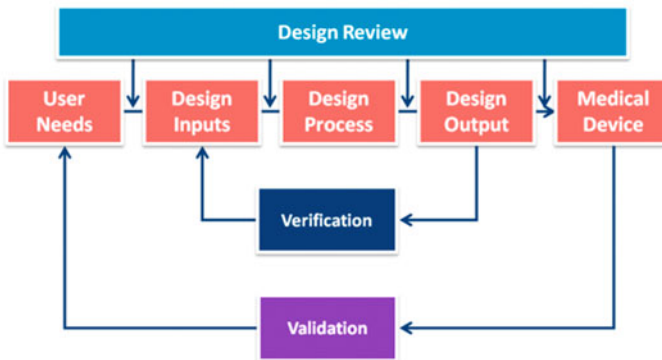 Design Review
User
Needs
Design
Inputs
Design
Process
Design
Output
Medical
Device
Verification
Validation